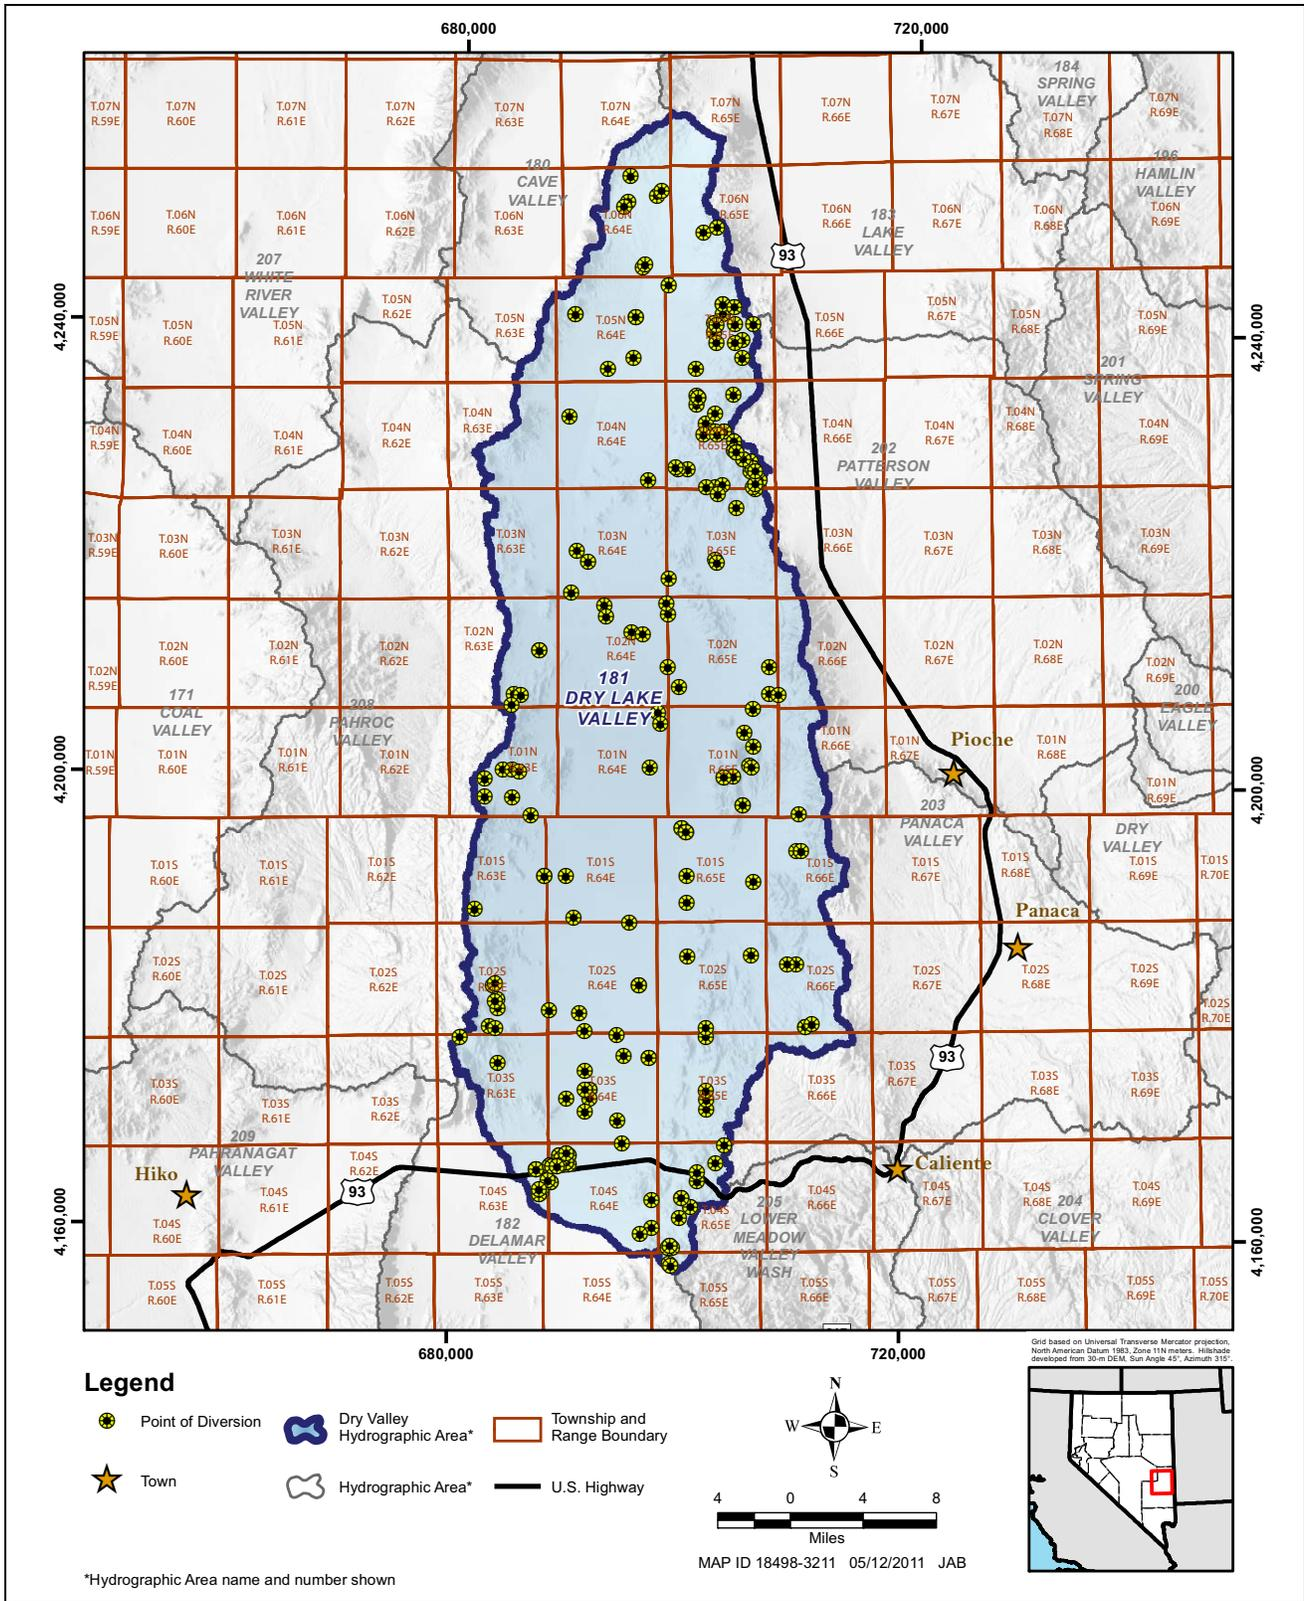 680,000 720,000
T.07N R.59E
T.07N R.60E
T.07N R.61E
T.07N R.62E
T.07N R.63E
T.07N R.64E
T.07N R.65E
T.07N R.66E
T.07N R.67E
184 SPRING VALLEY
T.07N R.68E
T.07N R.69E
180 CAVE VALLEY
196 HAMLIN VALLEY
T.06N R.59E
T.06N R.60E
T.06N R.61E
T.06N R.62E
T.06N R.63E
T.06N R.64E
T.06N R.65E
T.06N R.66E
183 LAKE VALLEY
T.06N R.67E
T.06N R.68E
T.06N R.69E
93
207 WHITE RIVER VALLEY
4,240,000
4,240,000
T.05N R.59E
T.05N R.60E
T.05N R.61E
T.05N R.62E
T.05N R.63E
T.05N R.64E
T.05N R.66E
T.05N R.67E
T.05N R.68E
T.05N R.69E
201 SPRING VALLEY
T.04N R.59E
T.04N R.60E
T.04N R.61E
T.04N R.62E
T.04N R.63E
T.04N R.64E
R.65E
T.04N R.66E
T.04N R.67E
T.04N R.68E
T.04N R.69E
202 PATTERSON VALLEY
T.03N R.59E
T.03N R.60E
T.03N R.61E
T.03N R.62E
T.03N R.63E
T.03N R.64E
T.03N R.65E
T.03N R.66E
T.03N R.67E
T.03N R.68E
T.03N R.69E
T.02N R.59E
T.02N R.60E
T.02N R.61E
T.02N R.62E
T.02N R.63E
T.02N R.64E
T.02N R.65E
T.02N R.66E
T.02N R.67E
T.02N R.68E
T.02N R.69E
171 COAL VALLEY
208 PAHROC VALLEY
181 DRY LAKE VALLEY
200 EAGLE VALLEY
4,200,000
4,200,000
T.01N R.59E
T.01N R.60E
T.01N R.61E
T.01N R.62E
T.01N R.63E
T.01N R.64E
T.01N R.65E
T.01N R.66E
T.01N R.67E
Pioche
T.01N R.68E
T.01N R.69E
203 PANACA VALLEY
DRY VALLEY
T.01S R.60E
T.01S R.61E
T.01S R.62E
T.01S R.63E
T.01S R.64E
T.01S R.65E
T.01S R.66E
T.01S R.67E
T.01S R.68E
T.01S R.69E
T.01S R.70E
Panaca
T.02S R.60E
T.02S R.61E
T.02S R.62E
T.02S
T.02S R.64E
T.02S R.65E
T.02S R.66E
T.02S R.67E
T.02S R.68E
T.02S R.69E
T.02S R.70E
93
T.03S R.60E
T.03S R.61E
T.03S R.62E
T.03S R.63E
T.03S R.64E
T.03S R.65E
T.03S R.66E
T.03S R.67E
T.03S R.68E
T.03S R.69E
209 PAHRANAGAT VALLEY
Hiko
93
Caliente
4,160,000
4,160,000
T.04S R.60E
T.04S R.61E
T.04S R.62E
T.04S R.63E
T.04S R.64E
T.04S R.65E
T.04S R.66E
T.04S R.67E
T.04S R.68E
T.04S R.69E
182 DELAMAR VALLEY
205 LOWER MEADOW VALLEY WASH
204 CLOVER VALLEY
T.05S R.60E
T.05S R.61E
T.05S R.62E
T.05S R.63E
T.05S R.64E
T.05S R.65E
T.05S R.66E
T.05S R.67E
T.05S R.68E
T.05S R.69E
T.05S R.70E
680,000 720,000
Grid based on Universal Transverse Mercator projection,
North American Datum 1983, Zone 11N meters. Hillshade
developed from 30-m DEM, Sun Angle 45°, Azimuth 315°.
Legend
Point of Diversion
Dry Valley
Hydrographic Area*
Township and
Range Boundary
Town
Hydrographic Area*
U.S. Highway
N
W E
S
4 0 4 8
Miles
MAP ID 18498-3211 05/12/2011 JAB
*Hydrographic Area name and number shown